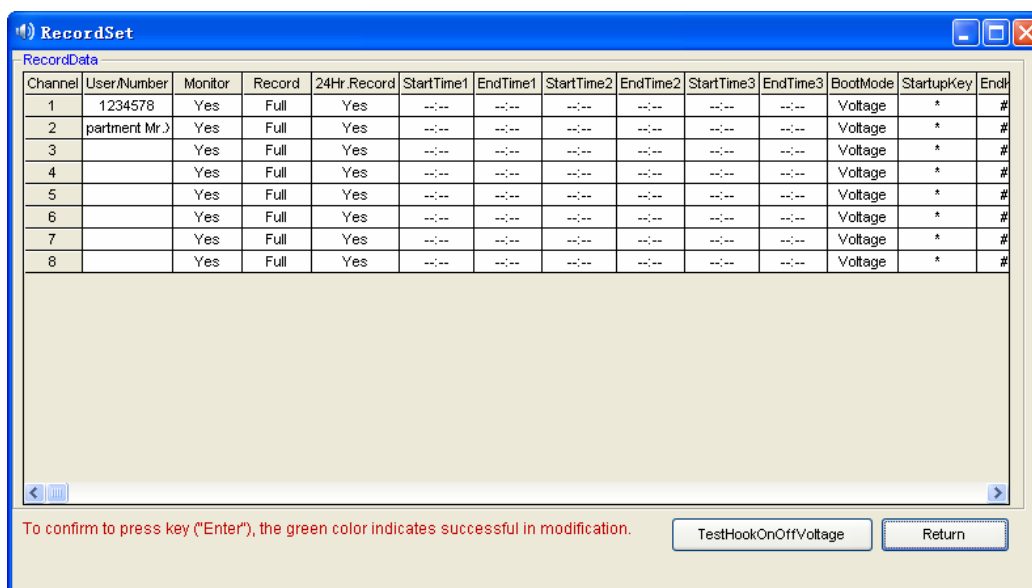 RecordSet
RecordData
Channel User/Number Monitor Record 24Hr.Record StartTime1 EndTime1 StartTime2 EndTime2 StartTime3 EndTime3 BootMode StartupKey
1 1234578 Yes Full Yes --:-- --:-- --:-- --:-- --:-- --:-- Voltage * #
2 partment Mr. Yes Full Yes --:-- --:-- --:-- --:-- --:-- --:-- Voltage * #
3 Yes Full Yes --:-- --:-- --:-- --:-- --:-- --:-- Voltage * #
4 Yes Full Yes --:-- --:-- --:-- --:-- --:-- --:-- Voltage * #
5 Yes Full Yes --:-- --:-- --:-- --:-- --:-- --:-- Voltage * #
6 Yes Full Yes --:-- --:-- --:-- --:-- --:-- --:-- Voltage * #
7 Yes Full Yes --:-- --:-- --:-- --:-- --:-- --:-- Voltage * #
8 Yes Full Yes --:-- --:-- --:-- --:-- --:-- --:-- Voltage * #
To confirm to press key ("Enter"), the green color indicates successful in modification.
TestHookOnOffVoltage Return